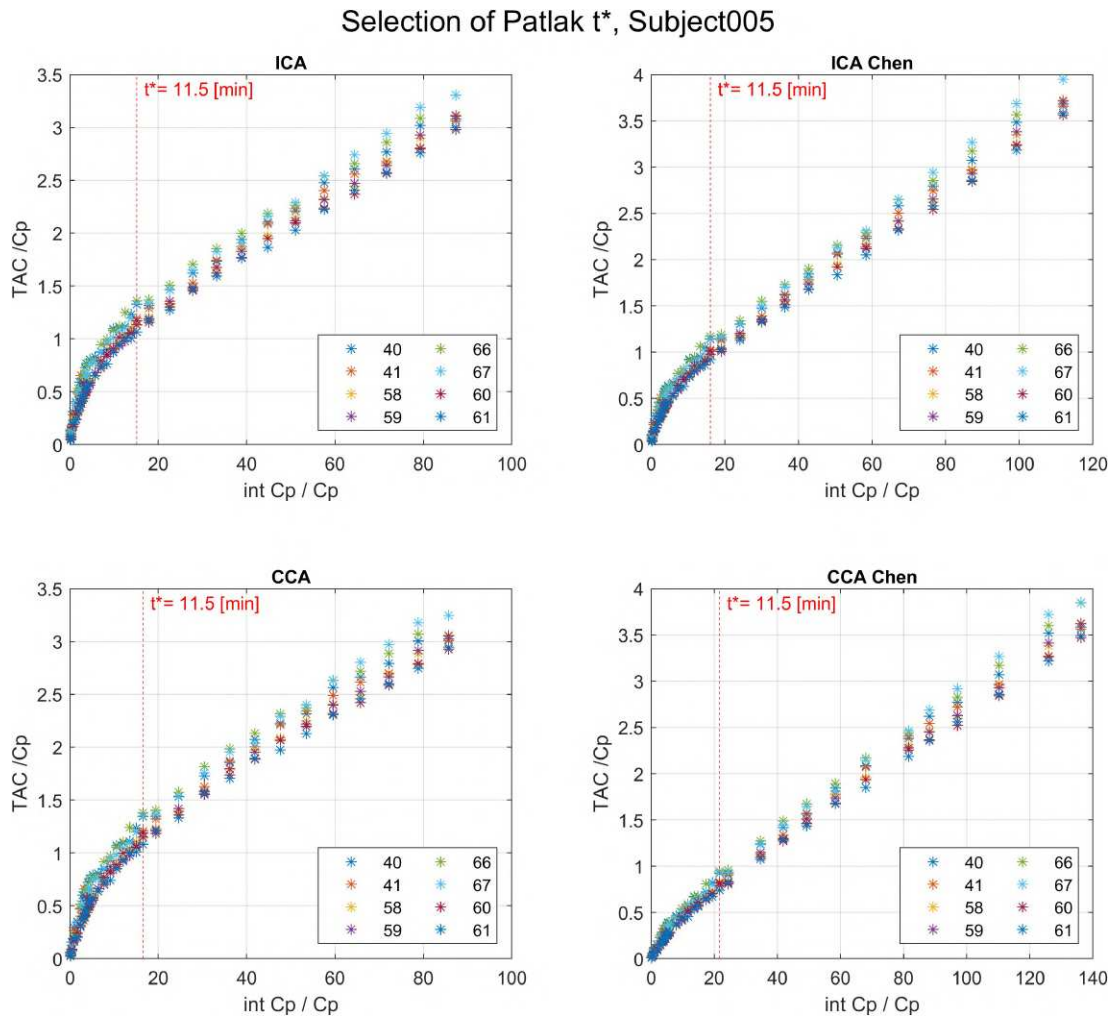 Selection of Patlak t*, Subject005
ICA
t*= 11.5 [min]
TAC /Cp
3.5
3
2.5
2
1.5
1
0.5
0
0 20 40 60 80 100
int Cp / Cp
40 66
41 67
58 60
59 61
ICA Chen
t*= 11.5 [min]
TAC /Cp
4
3.5
3
2.5
2
1.5
1
0.5
0
0 20 40 60 80 100 120
int Cp / Cp
40 66
41 67
58 60
59 61
CCA
t*= 11.5 [min]
TAC /Cp
3.5
3
2.5
2
1.5
1
0.5
0
0 20 40 60 80 100
int Cp / Cp
40 66
41 67
58 60
59 61
CCA Chen
t*= 11.5 [min]
TAC /Cp
4
3.5
3
2.5
2
1.5
1
0.5
0
0 20 40 60 80 100 120 140
int Cp / Cp
40 66
41 67
58 60
59 61